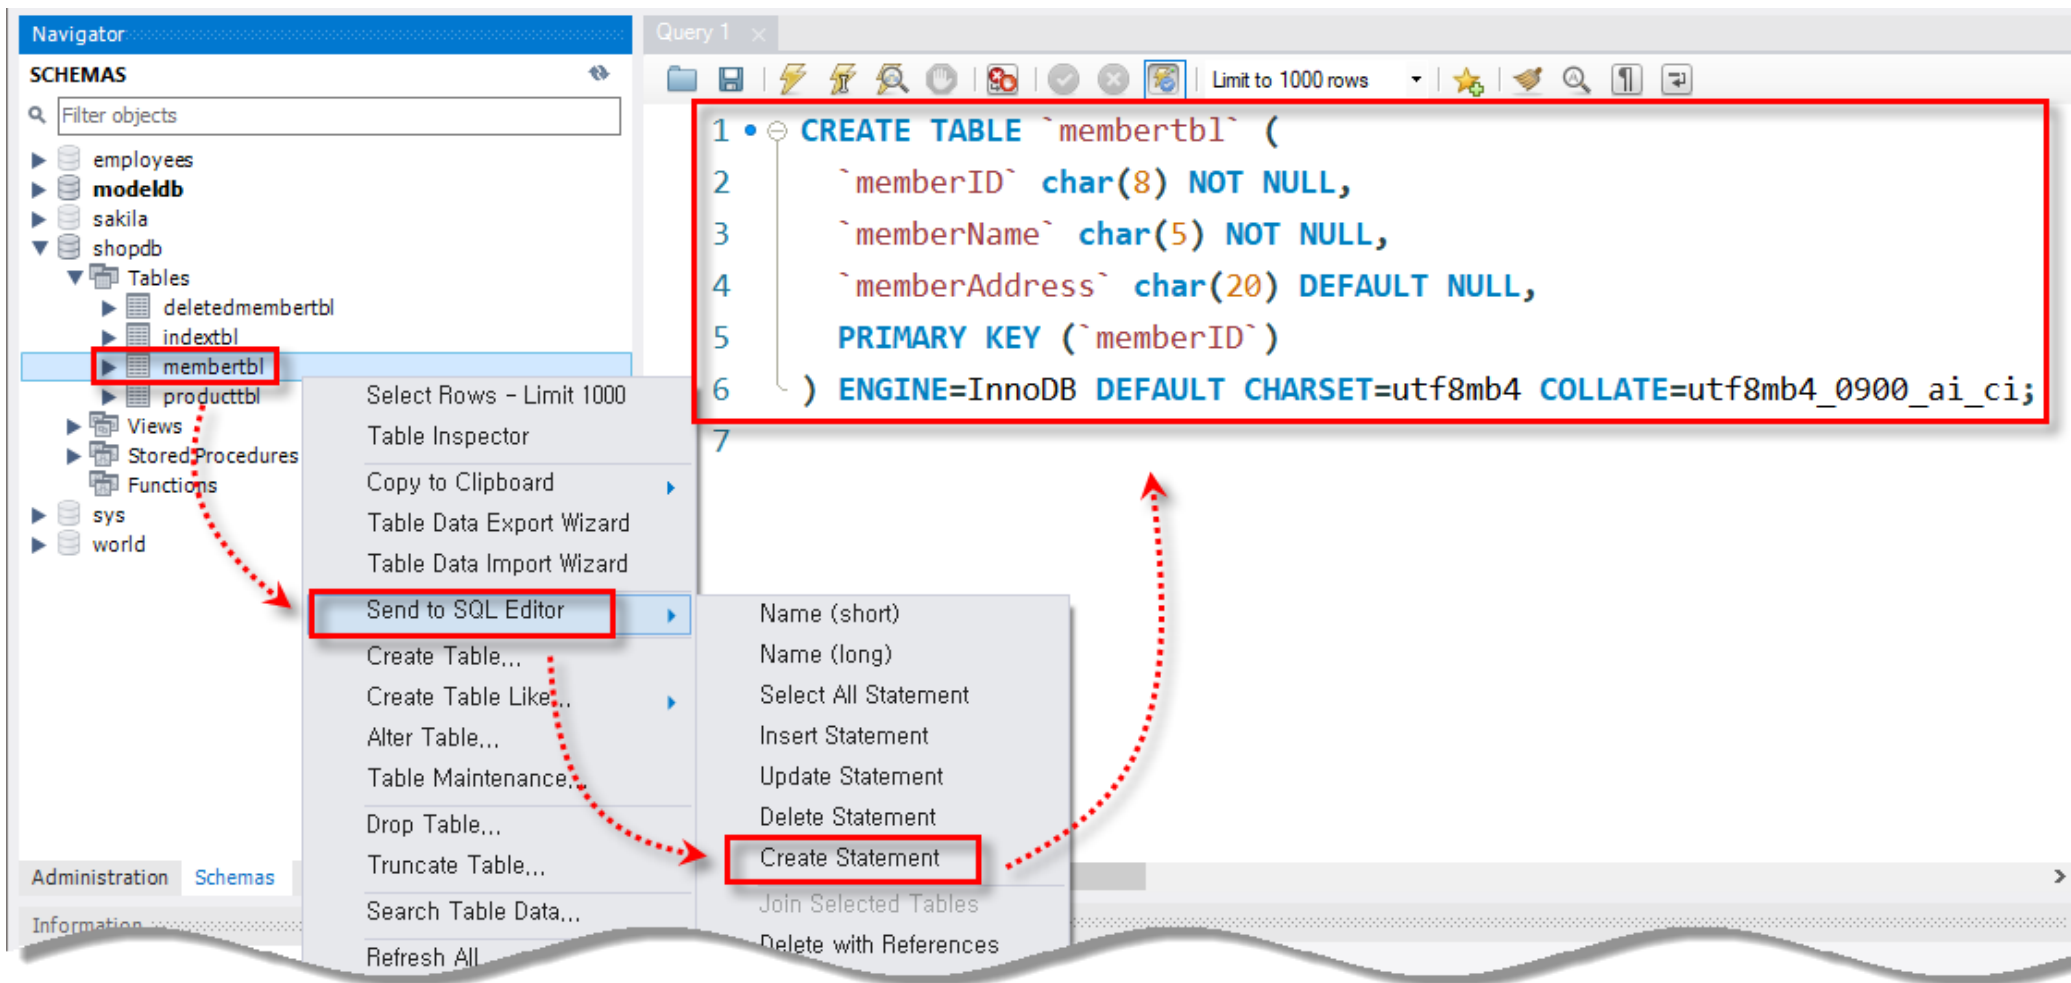 Navigator
SCHEMAS
Filter objects
employees
modeldb
sakila
shopdb
Tables
deletedmembertbl
indextbl
membertbl
producttbl
Views
Stored Procedures
Functions
sys
world
Administration Schemas
Information
Select Rows - Limit 1000
Table Inspector
Copy to Clipboard
Table Data Export Wizard
Table Data Import Wizard
Send to SQL Editor
Create Table...
Create Table Like...
Alter Table...
Table Maintenance...
Drop Table...
Truncate Table...
Search Table Data...
Refresh All
Name (short)
Name (long)
Select All Statement
Insert Statement
Update Statement
Delete Statement
Create Statement
Join Selected Tables
Delete with References
Query 1
Limit to 1000 rows
1 CREATE TABLE `membertbl` (
2 `memberID` char(8) NOT NULL,
3 `memberName` char(5) NOT NULL,
4 `memberAddress` char(20) DEFAULT NULL,
5 PRIMARY KEY (`memberID`)
6 ) ENGINE=InnoDB DEFAULT CHARSET=utf8mb4 COLLATE=utf8mb4_0900_ai_ci;
7